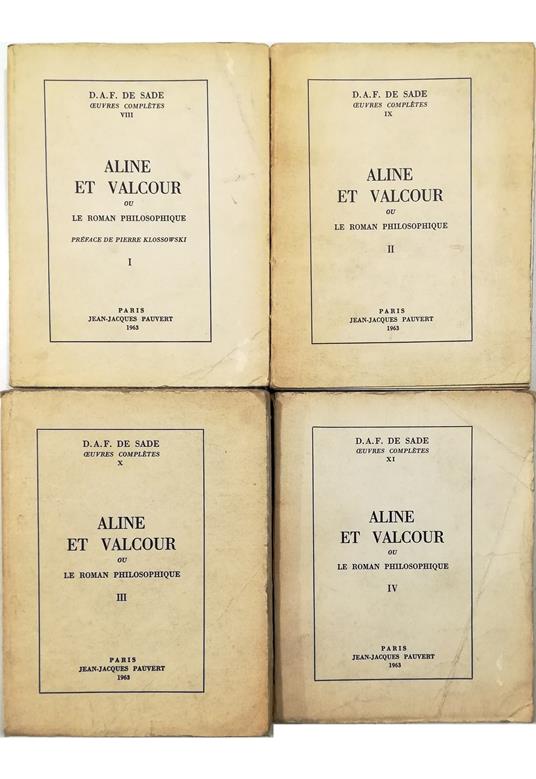 D.A.F. DE SADE
ŒUVRES COMPLÈTES
VIII
ALINE
ET VALCOUR
OU
LE ROMAN PHILOSOPHIQUE
PRÉFACE DE PIERRE KLOSSOWSKI
I
PARIS
JEAN-JACQUES PAUVERT
1963
D.A.F. DE SADE
ŒUVRES COMPLÈTES
IX
ALINE
ET VALCOUR
OU
LE ROMAN PHILOSOPHIQUE
II
PARIS
JEAN-JACQUES PAUVERT
1963
D.A.F. DE SADE
ŒUVRES COMPLÈTES
X
ALINE
ET VALCOUR
OU
LE ROMAN PHILOSOPHIQUE
III
PARIS
JEAN-JACQUES PAUVERT
1963
D.A.F. DE SADE
ŒUVRES COMPLÈTES
XI
ALINE
ET VALCOUR
OU
LE ROMAN PHILOSOPHIQUE
IV
PARIS
JEAN-JACQUES PAUVERT
1963